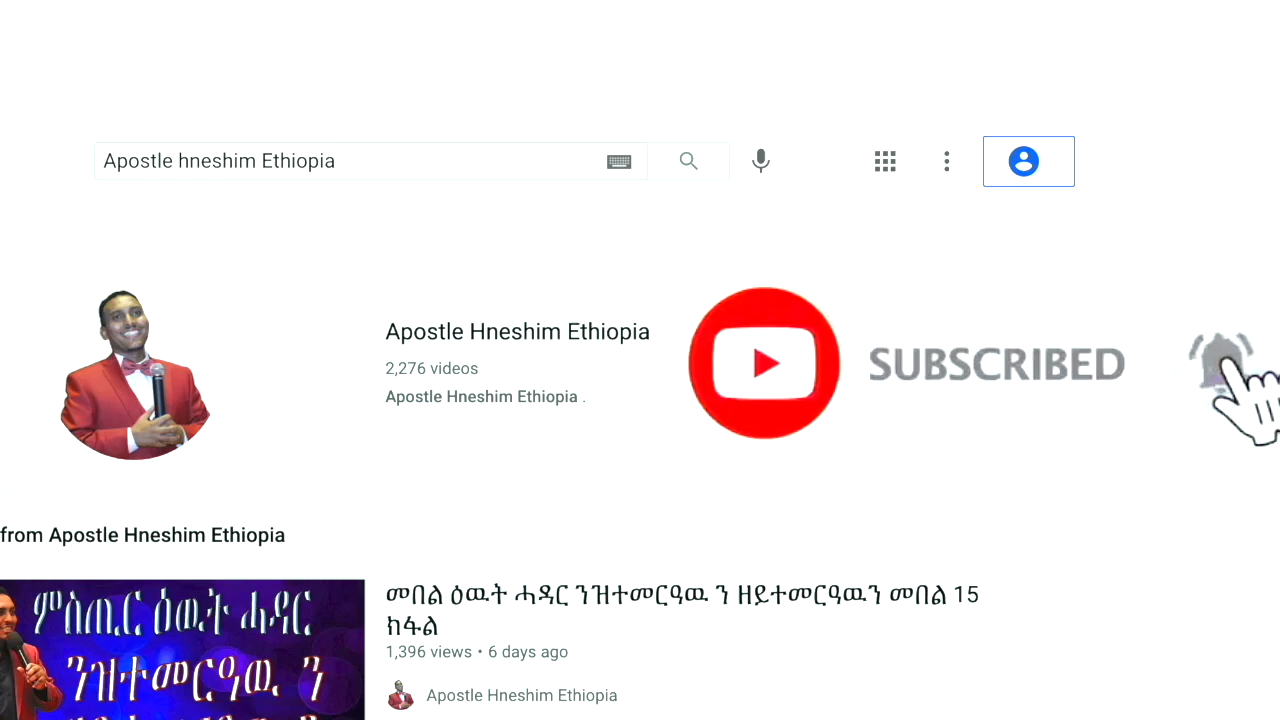 Apostle hneshim Ethiopia
Apostle Hneshim Ethiopia
2,276 videos
Apostle Hneshim Ethiopia .
SUBSCRIBED
from Apostle Hneshim Ethiopia
ምስጢር ዕዉት ሓዳር
ንዝተመርዓዉ ን
መበል ዕዉት ሓዳር ንዝተመርዓዉ ን ዘይተመርዓዉን መበል 15
ክፋል
1,396 views • 6 days ago
Apostle Hneshim Ethiopia